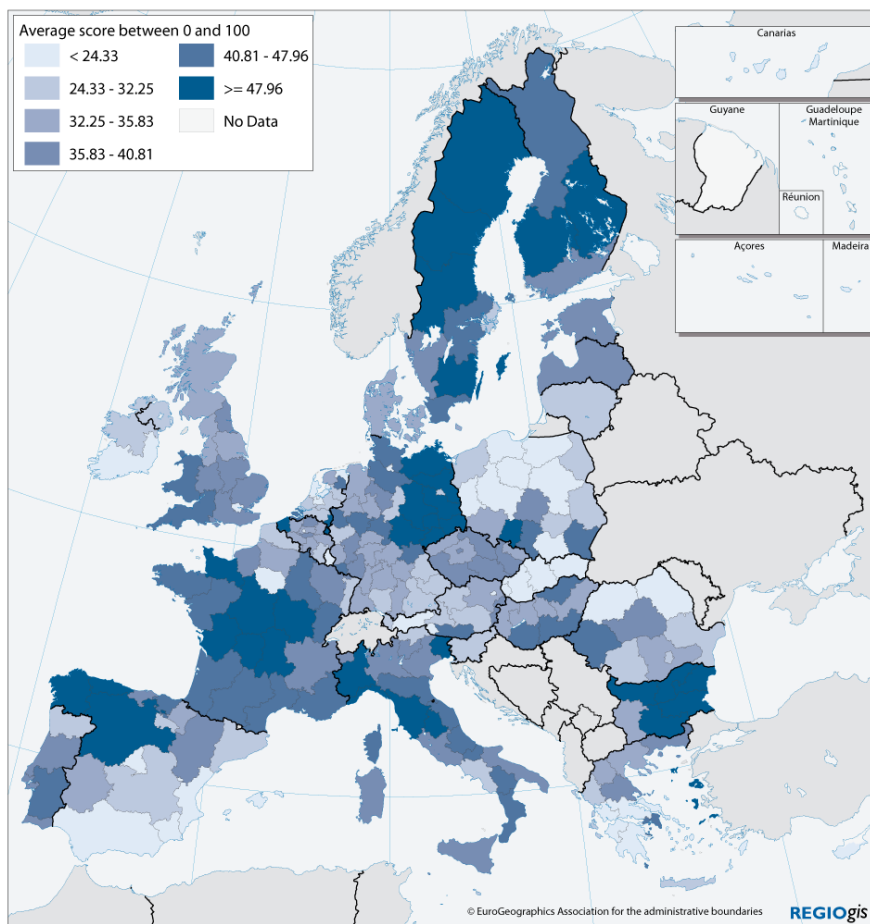 Average score between 0 and 100
< 24.33
24.33 - 32.25
32.25 - 35.83
35.83 - 40.81
40.81 - 47.96
>= 47.96
No Data
Canarias
Guyane
Guadeloupe
Martinique
Réunion
Açores
Madeira
© EuroGeographics Association for the administrative boundaries
REGIOgis